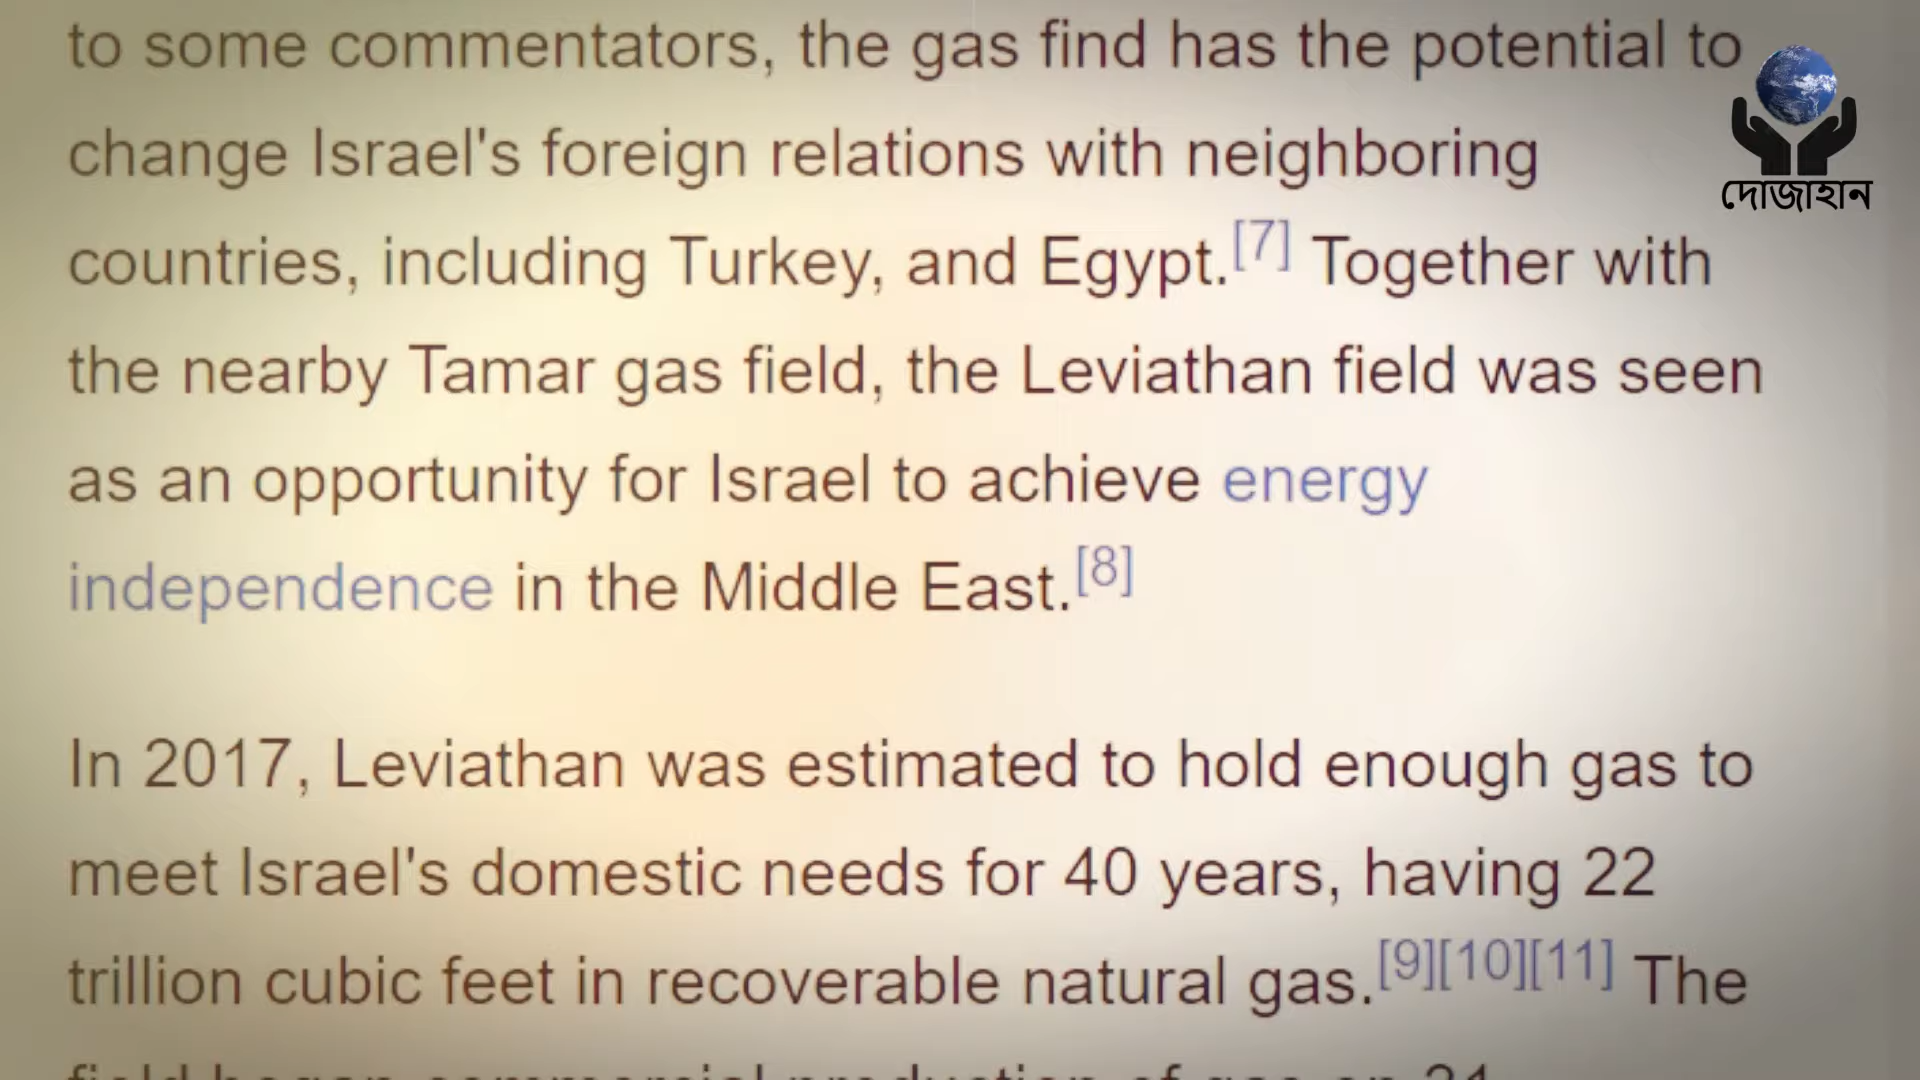 to some commentators, the gas find has the potential to
change Israel's foreign relations with neighboring
countries, including Turkey, and Egypt.[7] Together with
the nearby Tamar gas field, the Leviathan field was seen
as an opportunity for Israel to achieve energy
independence in the Middle East.[8]
In 2017, Leviathan was estimated to hold enough gas to
meet Israel's domestic needs for 40 years, having 22
trillion cubic feet in recoverable natural gas.[9][10][11] The
দোজাহান